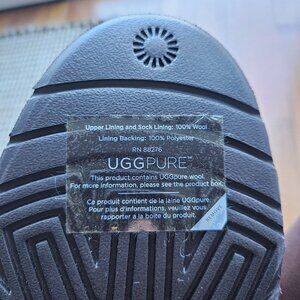 Upper Lining and Sock Lining: 100% Wool
Lining Backing: 100% Polyester
RN 88276
UGGPURE™
This product contains UGGpure wool.
For more information, please see the product box.
Ce produit contient de la laine UGGpure.
Pour plus d'informations, veuillez vous
rapporter à la boîte du produit.